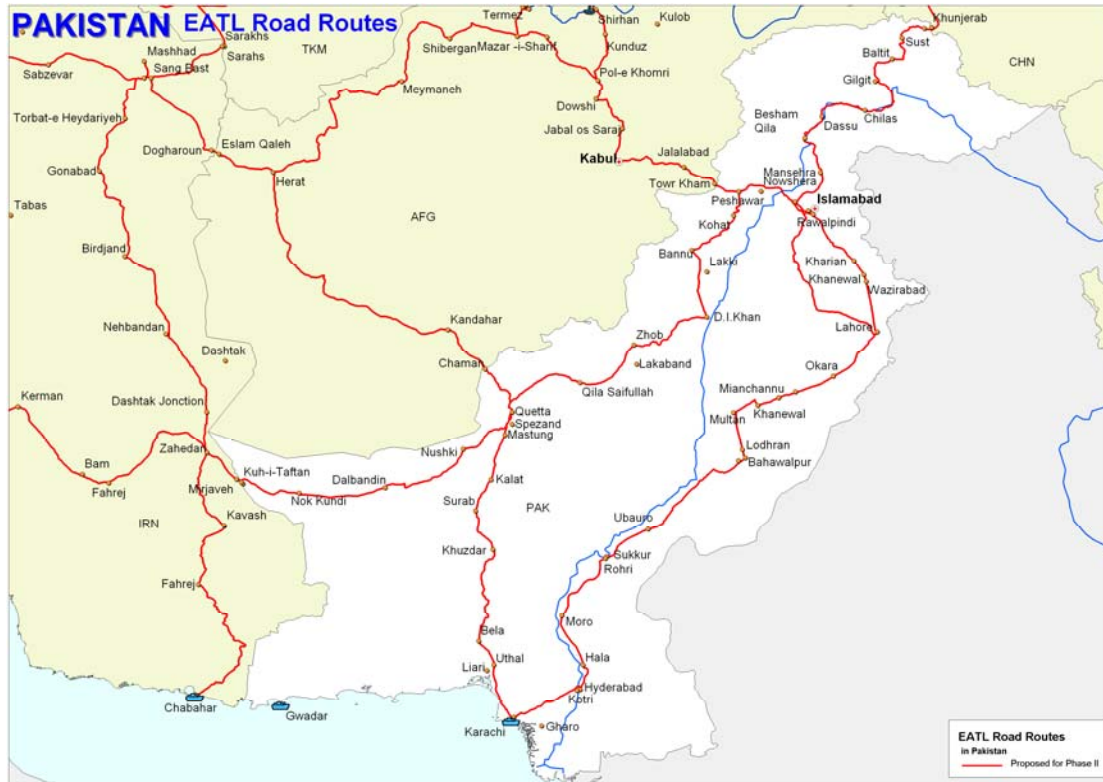 PAKISTAN EATL Road Routes
Termez
Shirhan
Kulob
Khunjerab
Sarakhs
TKM
Shibergan
Mazar -i-Sharif
Kunduz
Baltit
Sust
Mashhad
Sarahs
Sabzevar
Sang Bast
Pol-e Khomri
Gilgit
CHN
Meymaneh
Dowshi
Torbat-e Heydariyeh
Besham
Qila
Dassu
Chilas
Jabal os Saraj
Eslam Qaleh
Dogharoun
Kabul
Jalalabad
Gonabad
Herat
Mansehra
Towr Kham
Nowshera
Peshawar
Islamabad
Tabas
AFG
Kohat
Rawalpindi
Birdjand
Bannu
Lakki
Kharian
Khanewal
Wazirabad
Nehbandan
Kandahar
D.I.Khan
Lahore
Zhob
Dashtak
Chaman
Lakaband
Okara
Kerman
Qila Saifullah
Mianchannu
Dashtak Jonction
Quetta
Khanewal
Spezand
Multan
Mastung
Zahedan
Nushki
Lodhran
Bahawalpur
Bam
Kuh-i-Taftan
Fahrej
Mirjaveh
Dalbandin
Kalat
Nok Kundi
Surab
PAK
IRN
Kavash
Ubauro
Khuzdar
Sukkur
Rohri
Fahrej
Moro
Bela
Uthal
Hala
Liari
Hyderabad
Kotri
Chabahar
Gwadar
Karachi
Gharo
EATL Road Routes
in Pakistan
Proposed for Phase II